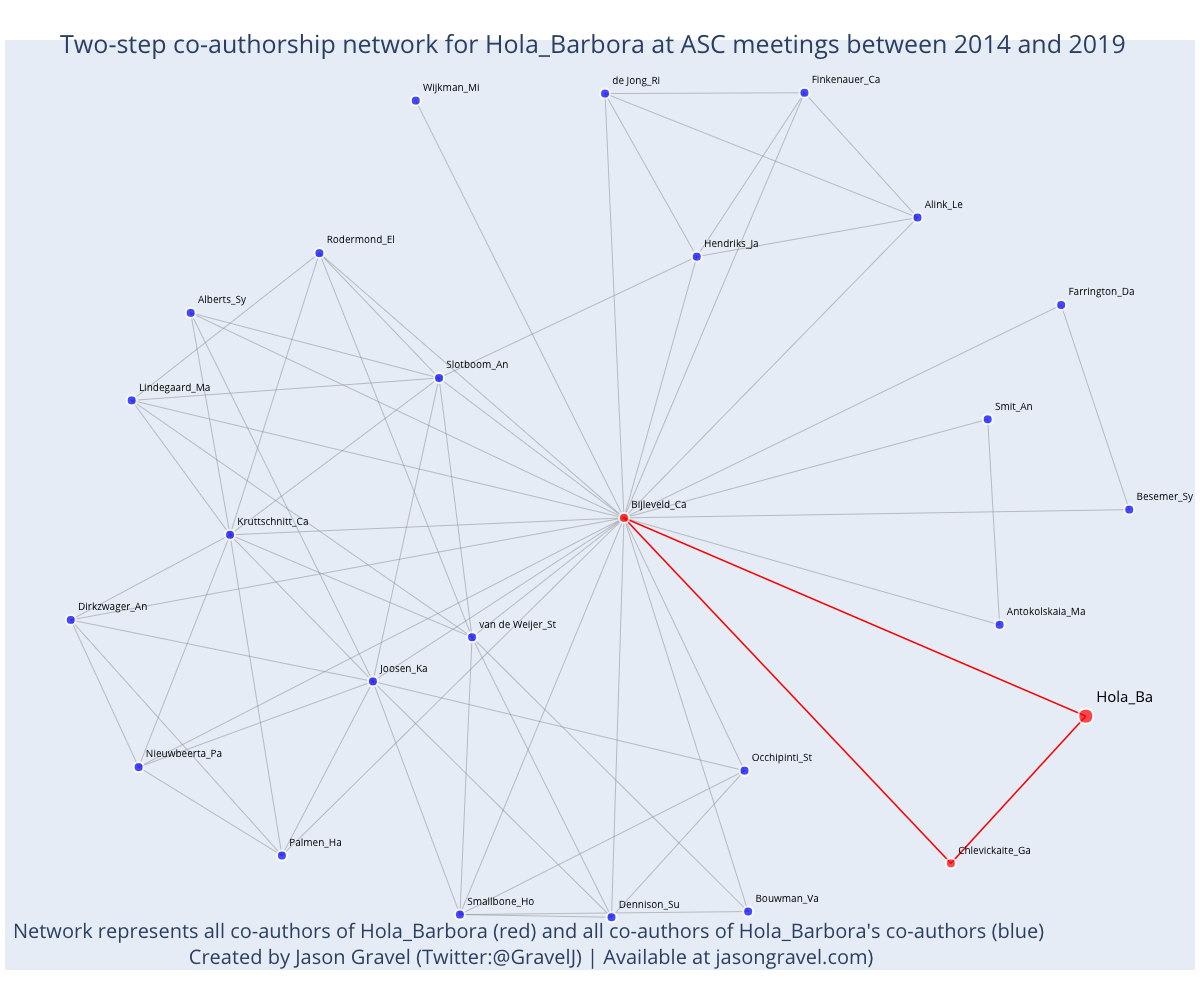 Two-step co-authorship network for Hola_Barbora at ASC meetings between 2014 and 2019
Wijkman_Mi
de Jong_Ri
Finkenauer_Ca
Alink_Le
Rodermond_El
Hendriks_Ja
Farrington_Da
Alberts_Sy
Slotboom_An
Lindegaard_Ma
Smit_An
Besemer_Sy
Bijleveld_Ca
Kruttschnitt_Ca
Dirkzwager_An
Antokolskaia_Ma
van de Weijer_St
Joosen_Ka
Hola_Ba
Nieuwbeerta_Pa
Occhipinti_St
Palmen_Ha
Chlevickaite_Ga
Smallbone_Ho
Dennison_Su
Bouwman_Va
Network represents all co-authors of Hola_Barbora (red) and all co-authors of Hola_Barbora's co-authors (blue)
Created by Jason Gravel (Twitter:@GravelJ) | Available at jasongravel.com)